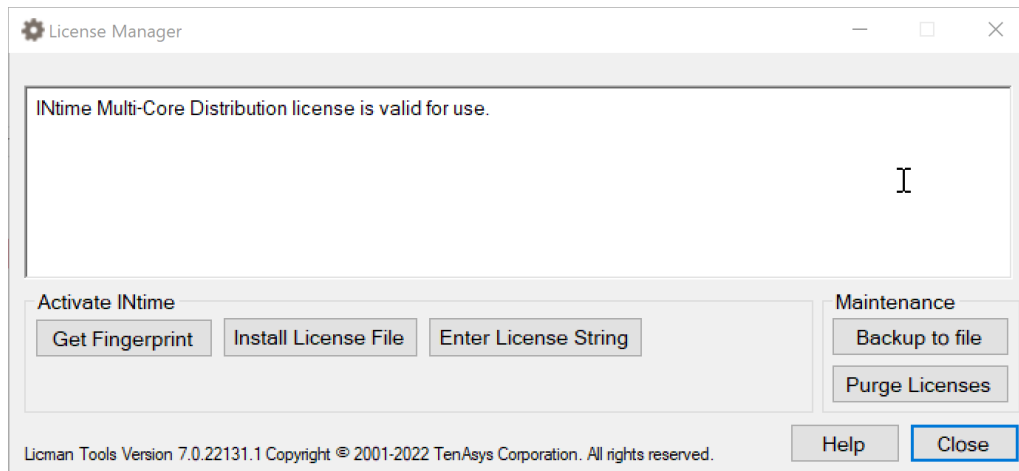 License Manager
INtime Multi-Core Distribution license is valid for use.
Activate INtime
Get Fingerprint
Install License File
Enter License String
Maintenance
Backup to file
Purge Licenses
Help
Close
Licman Tools Version 7.0.22131.1 Copyright © 2001-2022 TenAsys Corporation. All rights reserved.